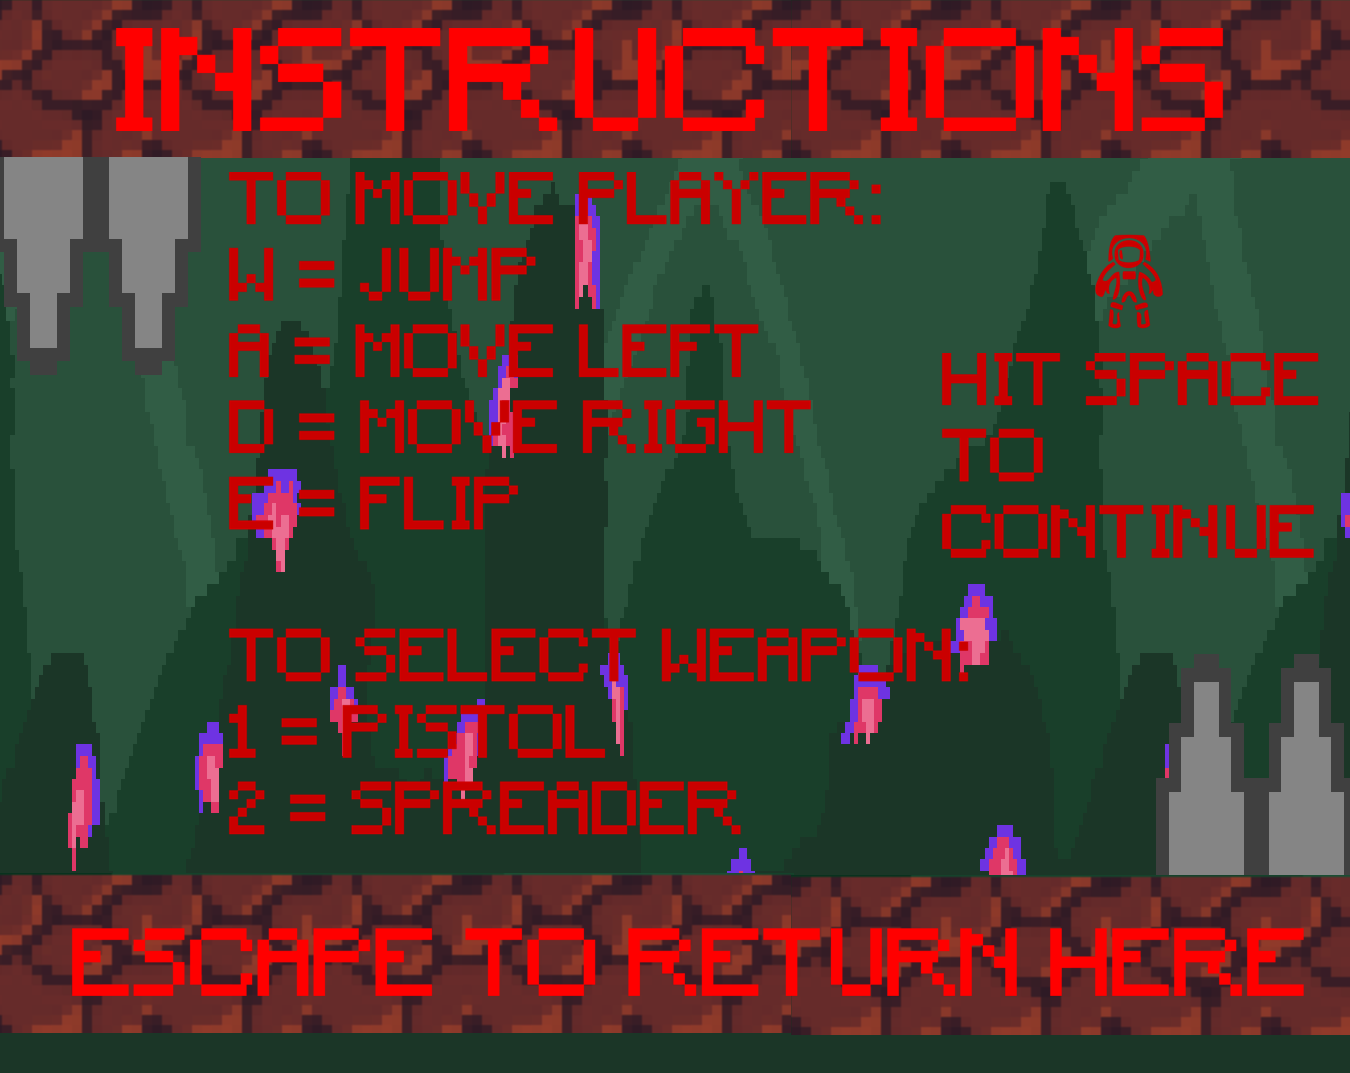 INSTRUCTIONS
TO MOVE PLAYER:
W = JUMP
A = MOVE LEFT
D = MOVE RIGHT
E = FLIP
HIT SPACE
TO
CONTINUE
TO SELECT WEAPON:
1 = PISTOL
2 = SPREADER
ESCAPE TO RETURN HERE